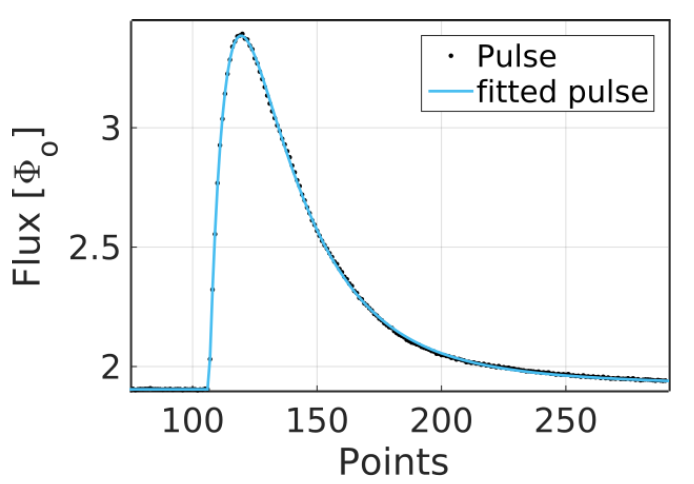 Pulse
fitted pulse
Flux [Φₒ]
3
2.5
2
100 150 200 250
Points